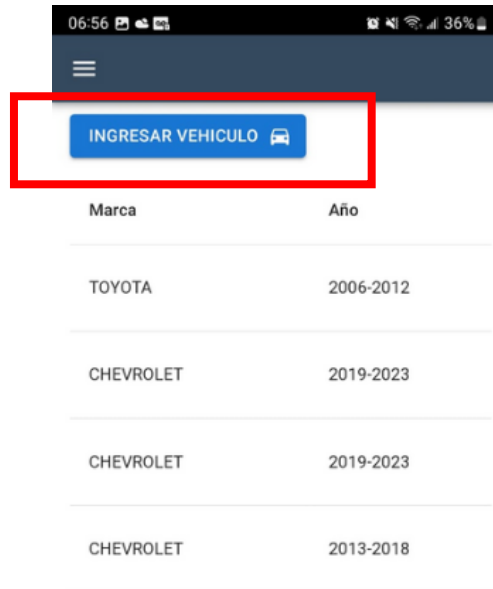 06:56 36%
INGRESAR VEHICULO
Marca Año
TOYOTA 2006-2012
CHEVROLET 2019-2023
CHEVROLET 2019-2023
CHEVROLET 2013-2018